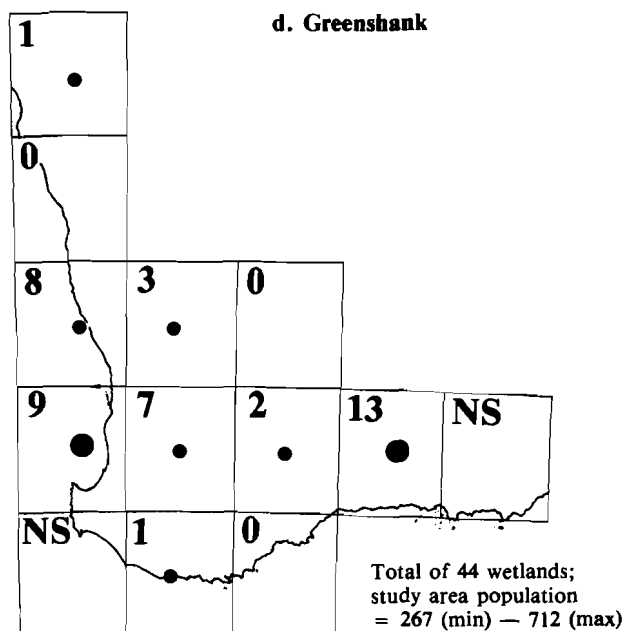 d. Greenshank
1
0
8 3 0
9 7 2 13 NS
NS 1 0
Total of 44 wetlands;
study area population
= 267 (min) — 712 (max)